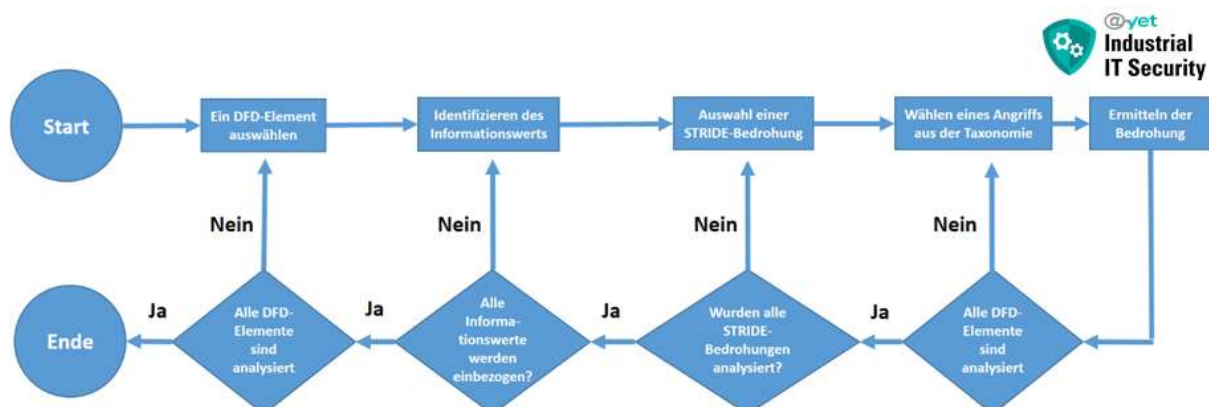 @-yet
Industrial
IT Security
Start
Ein DFD-Element
auswählen
Identifizieren des
Informationswerts
Auswahl einer
STRIDE-Bedrohung
Wählen eines Angriffs
aus der Taxonomie
Ermitteln der
Bedrohung
Nein
Nein
Nein
Nein
Ende
Ja
Alle DFD-
Elemente
sind
analysiert
Ja
Alle
Informa-
tionswerte
werden
einbezogen?
Ja
Wurden alle
STRIDE-
Bedrohungen
analysiert?
Ja
Alle DFD-
Elemente
sind
analysiert